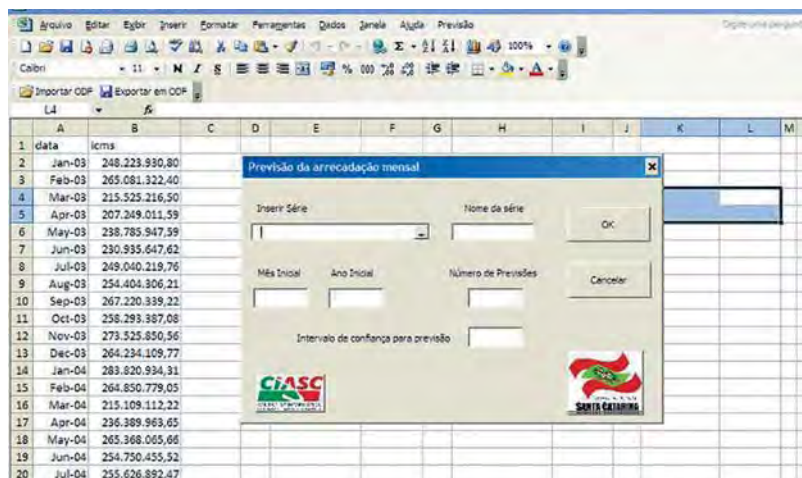 Arquivo Editar Exibir Inserir Formatar Ferramentas Dados Janela Ajuda Previsão
100%
Calibri 11 N I S % 000
Importar ODF Exportar em ODF
L4 fx
A B C D E F G H I J K L M
1 data icms
2 Jan-03 248.223.930,80
3 Feb-03 265.081.322,40
4 Mar-03 215.525.216,50
5 Apr-03 207.249.011,59
6 May-03 238.785.947,59
7 Jun-03 230.935.647,62
8 Jul-03 249.040.219,76
9 Aug-03 254.404.306,21
10 Sep-03 267.220.339,22
11 Oct-03 258.293.387,08
12 Nov-03 273.525.850,56
13 Dec-03 264.234.109,77
14 Jan-04 283.820.934,31
15 Feb-04 264.850.779,05
16 Mar-04 215.109.112,22
17 Apr-04 236.389.963,65
18 May-04 265.368.065,66
19 Jun-04 254.750.455,52
20 Jul-04 255.626.892,47
Previsão da arrecadação mensal
Inserir Série Nome da série
OK
Mês Inicial Ano Inicial Número de Previsões
Cancelar
Intervalo de confiança para previsão
CIASC
SANTA CATARINA